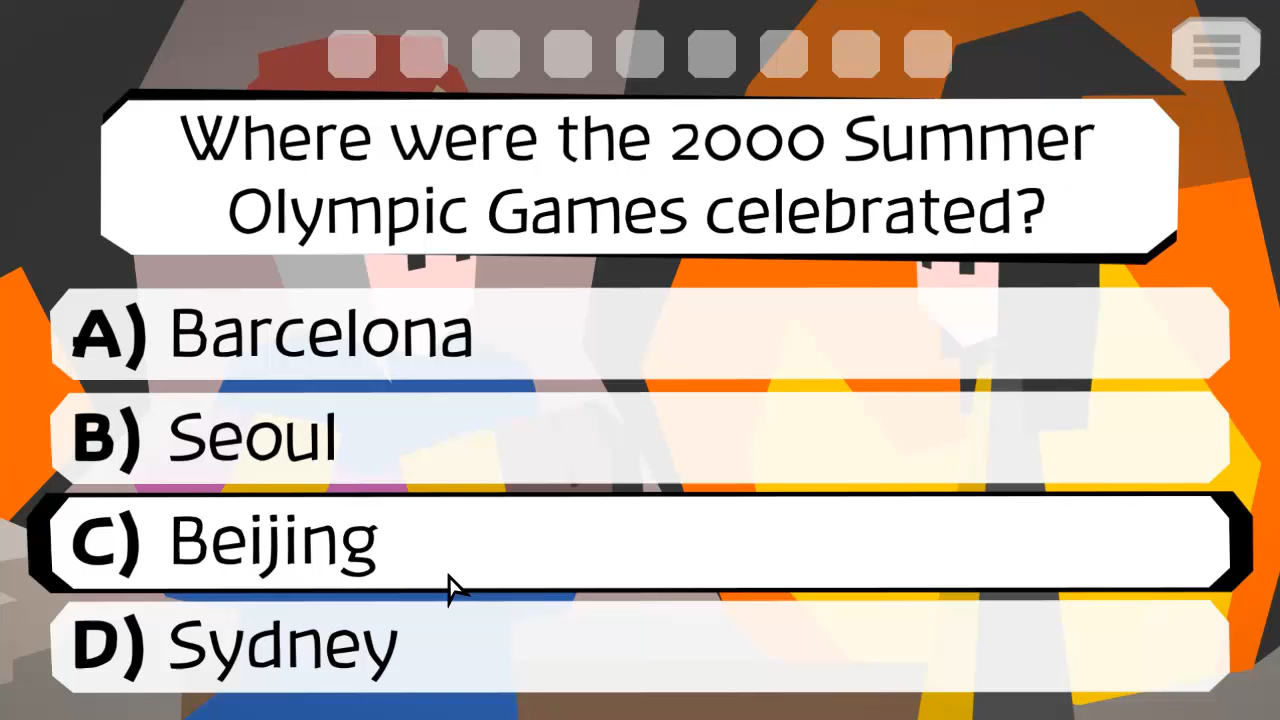 Where were the 2000 Summer
Olympic Games celebrated?
A) Barcelona
B) Seoul
C) Beijing
D) Sydney